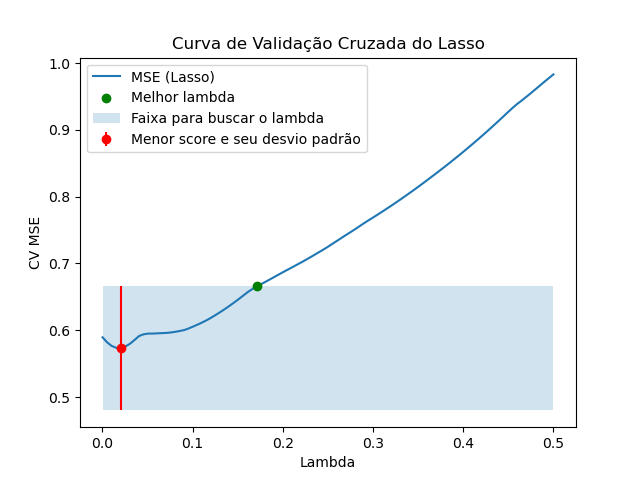 Curva de Validação Cruzada do Lasso
MSE (Lasso)
Melhor lambda
Faixa para buscar o lambda
Menor score e seu desvio padrão
CV MSE
1.0
0.9
0.8
0.7
0.6
0.5
0.0 0.1 0.2 0.3 0.4 0.5
Lambda